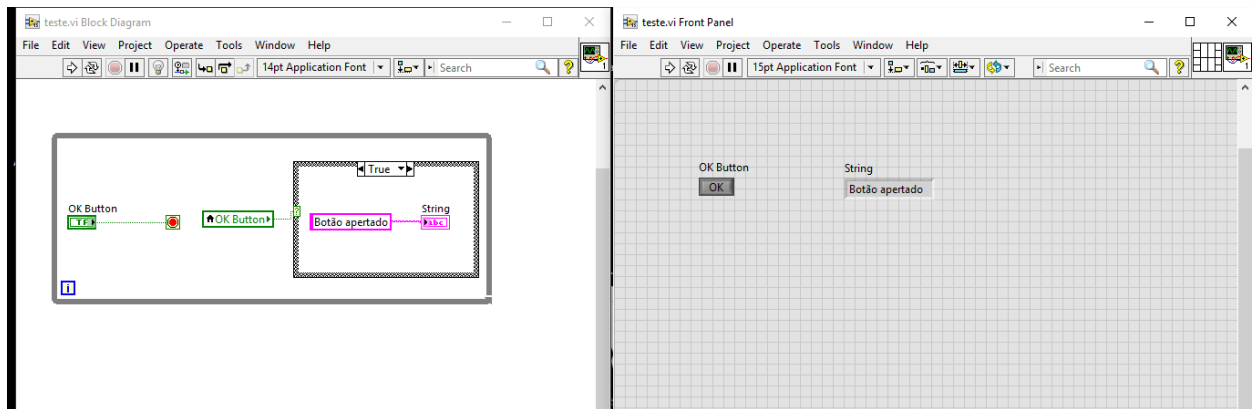 teste.vi Block Diagram
File Edit View Project Operate Tools Window Help
14pt Application Font
Search
True
OK Button
TF
OK Button
?
Botão apertado
String
abc
i
teste.vi Front Panel
File Edit View Project Operate Tools Window Help
15pt Application Font
Search
OK Button
OK
String
Botão apertado